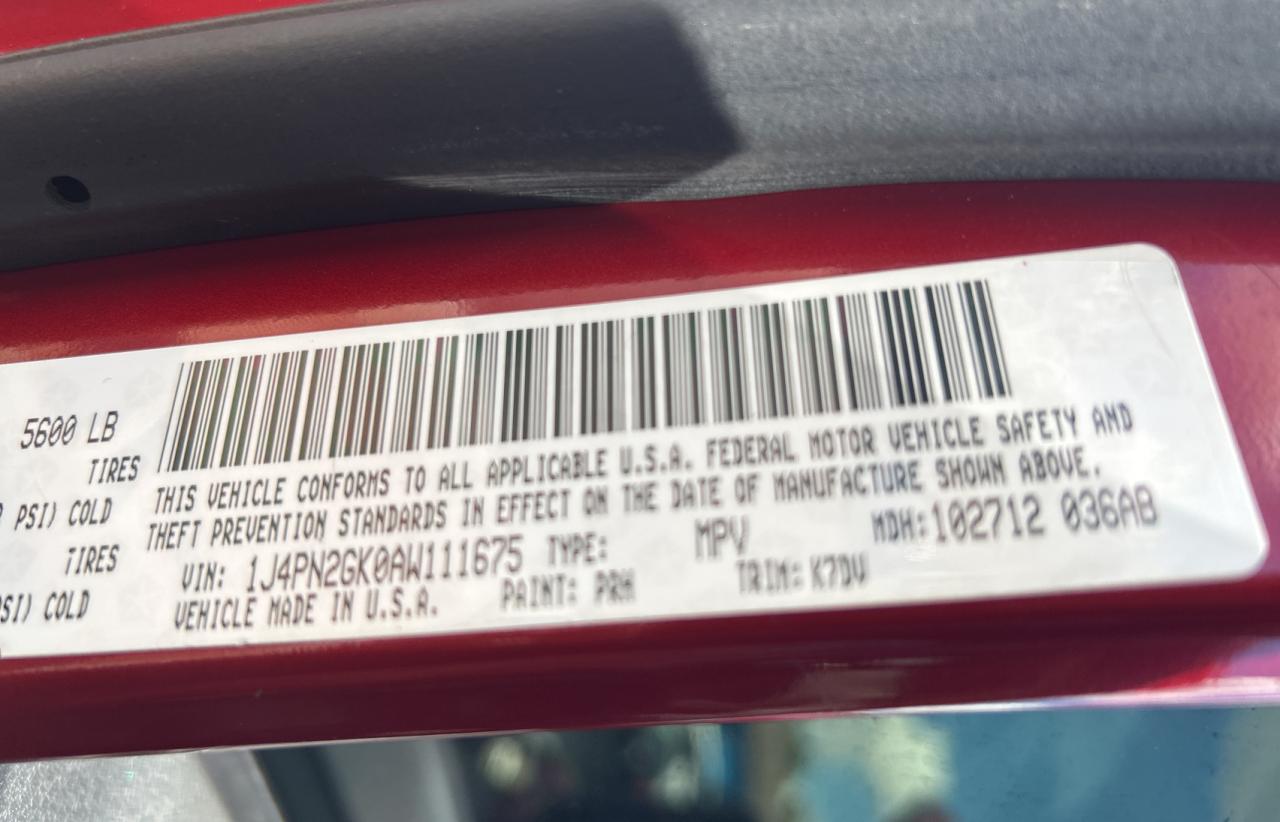 5600 LB
TIRES
PSI) COLD
TIRES
SI) COLD
THIS VEHICLE CONFORMS TO ALL APPLICABLE U.S.A. FEDERAL MOTOR VEHICLE SAFETY AND
THEFT PREVENTION STANDARDS IN EFFECT ON THE DATE OF MANUFACTURE SHOWN ABOVE.
VIN: 1J4PN2GK0AW111675 TYPE: MPV MDH:102712 036AB
VEHICLE MADE IN U.S.A. PAINT: PRH TRIM: K7DV